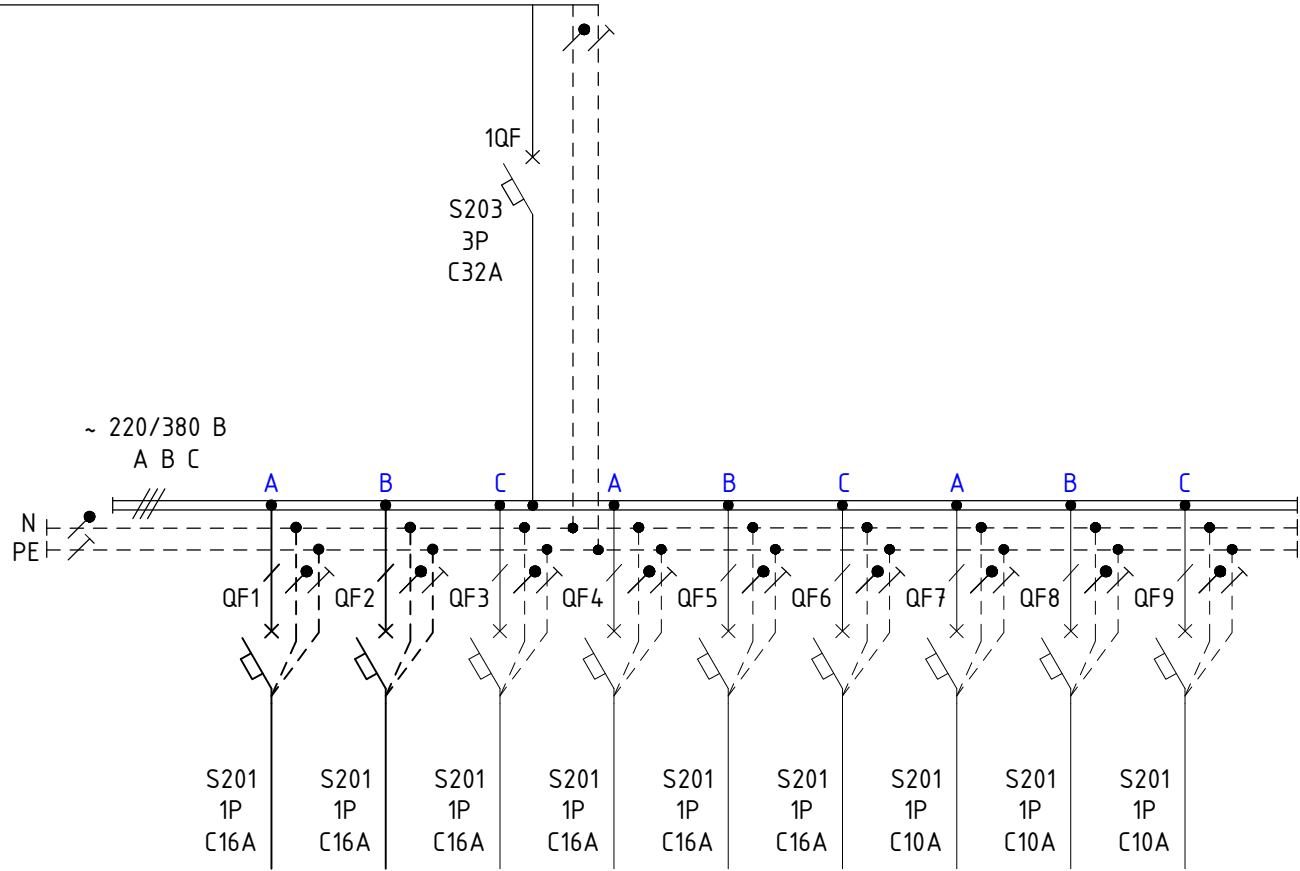 1QF
S203
3P
C32A
~ 220/380 В
A B C
A B C A B C A B C
N
PE
QF1 QF2 QF3 QF4 QF5 QF6 QF7 QF8 QF9
S201 S201 S201 S201 S201 S201 S201 S201 S201
1P 1P 1P 1P 1P 1P 1P 1P 1P
C16A C16A C16A C16A C16A C16A C10A C10A C10A